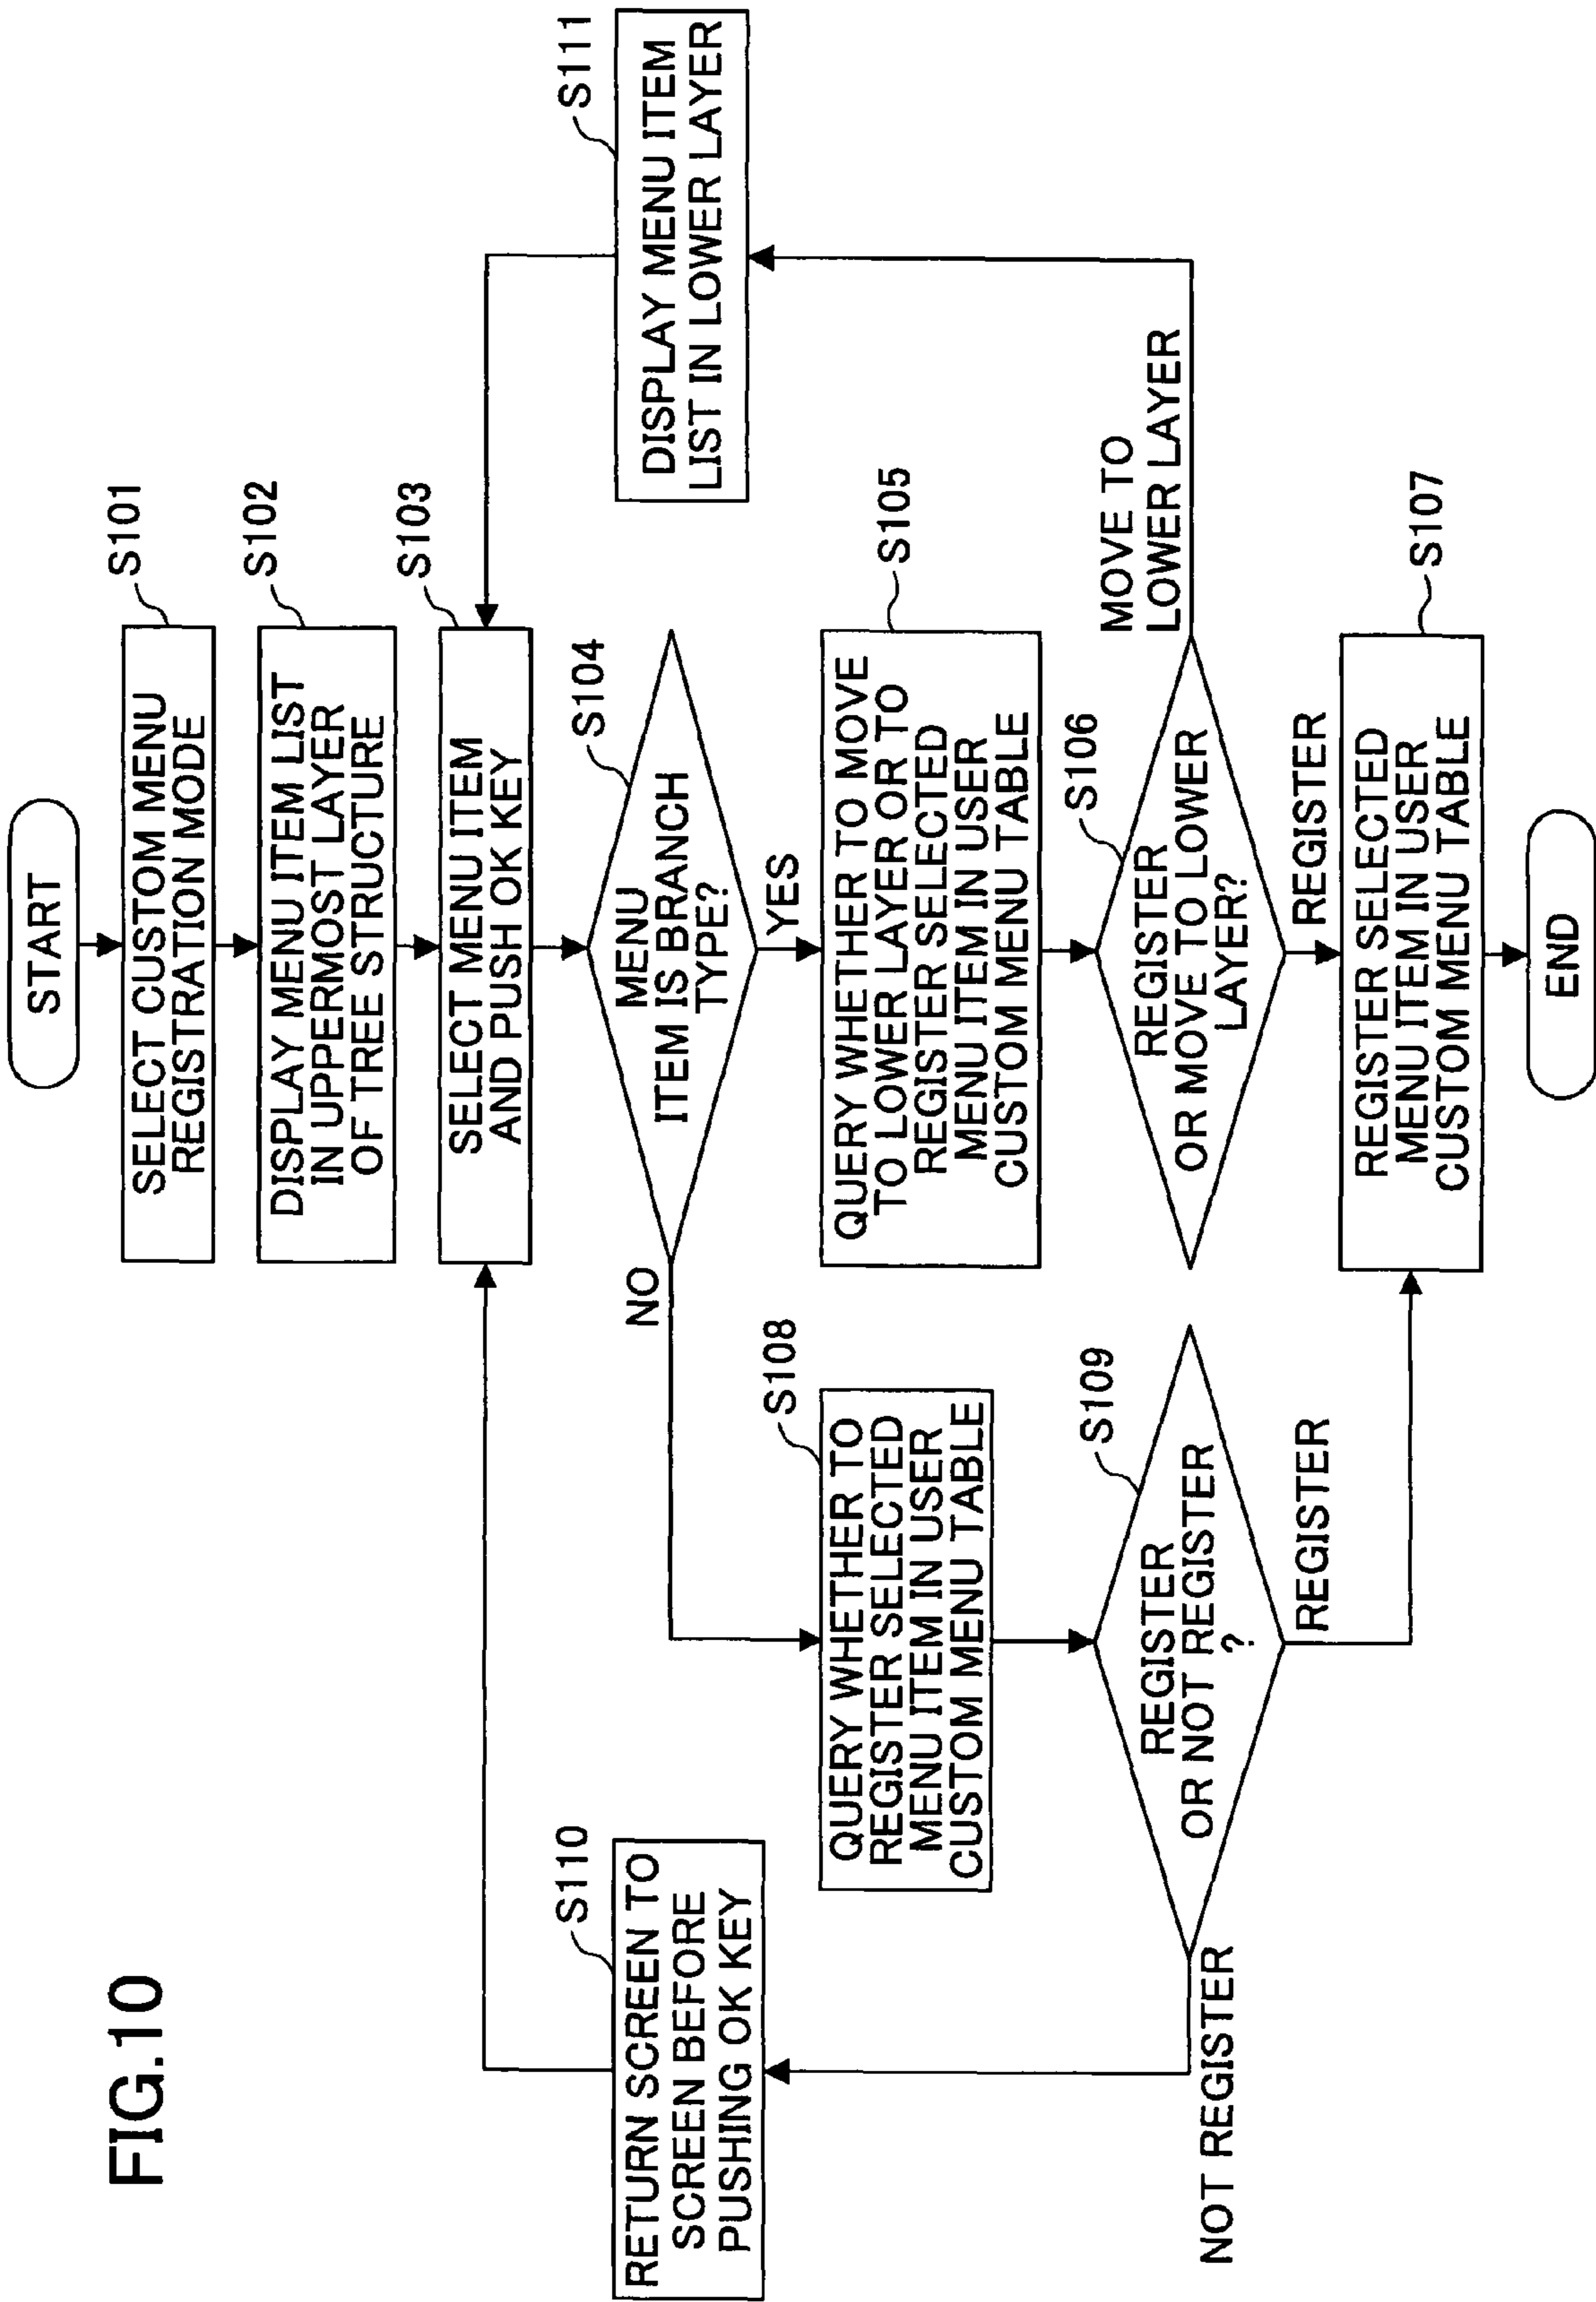 FIG.10
START
S101
SELECT CUSTOM MENU
REGISTRATION MODE
S102
DISPLAY MENU ITEM LIST
IN UPPERMOST LAYER
OF TREE STRUCTURE
S103
SELECT MENU ITEM
AND PUSH OK KEY
S104
MENU
ITEM IS BRANCH
TYPE?
NO
YES
S105
QUERY WHETHER TO MOVE
TO LOWER LAYER OR TO
REGISTER SELECTED
MENU ITEM IN USER
CUSTOM MENU TABLE
S106
REGISTER
OR MOVE TO LOWER
LAYER?
MOVE TO
LOWER LAYER
REGISTER
S107
REGISTER SELECTED
MENU ITEM IN USER
CUSTOM MENU TABLE
END
S108
QUERY WHETHER TO
REGISTER SELECTED
MENU ITEM IN USER
CUSTOM MENU TABLE
S109
REGISTER
OR NOT REGISTER
?
REGISTER
NOT REGISTER
S110
RETURN SCREEN TO
SCREEN BEFORE
PUSHING OK KEY
S111
DISPLAY MENU ITEM
LIST IN LOWER LAYER